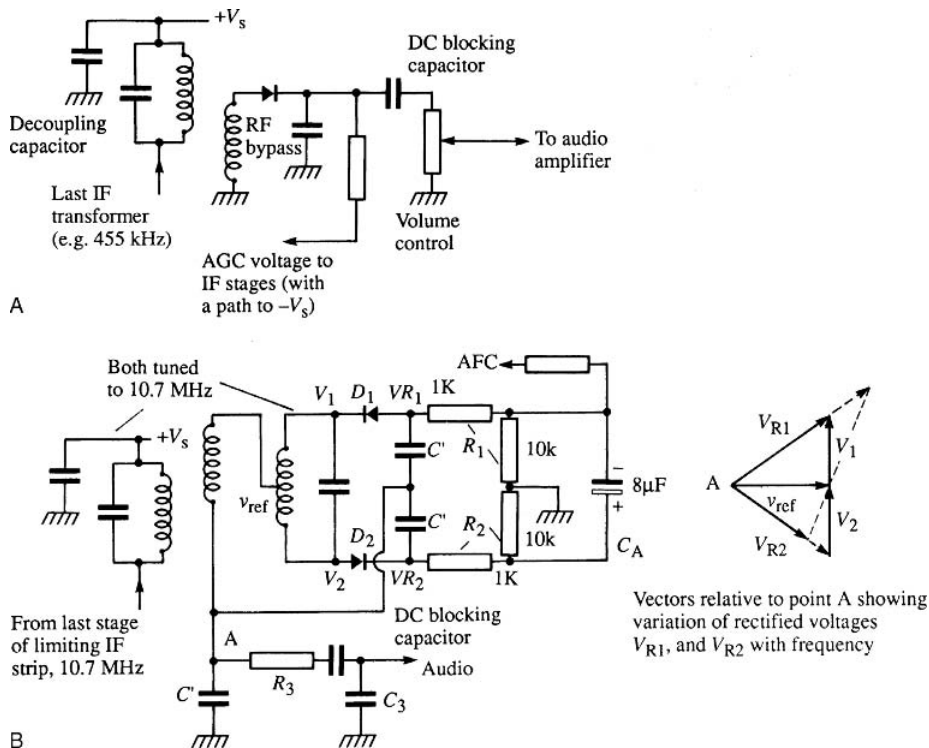 +Vs
Decoupling
capacitor
Last IF
transformer
(e.g. 455 kHz)
RF
bypass
DC blocking
capacitor
To audio
amplifier
Volume
control
AGC voltage to
IF stages (with
a path to –Vs)
A
Both tuned
to 10.7 MHz
+Vs
vref
V1
D1
VR1
1K
AFC
C'
R1
10k
–
8µF
+
C'
R2
10k
CA
V2
D2
VR2
1K
From last stage
of limiting IF
strip, 10.7 MHz
A
DC blocking
capacitor
Audio
R3
C'
C3
VR1
V1
A
vref
V2
VR2
Vectors relative to point A showing
variation of rectified voltages
VR1, and VR2 with frequency
B